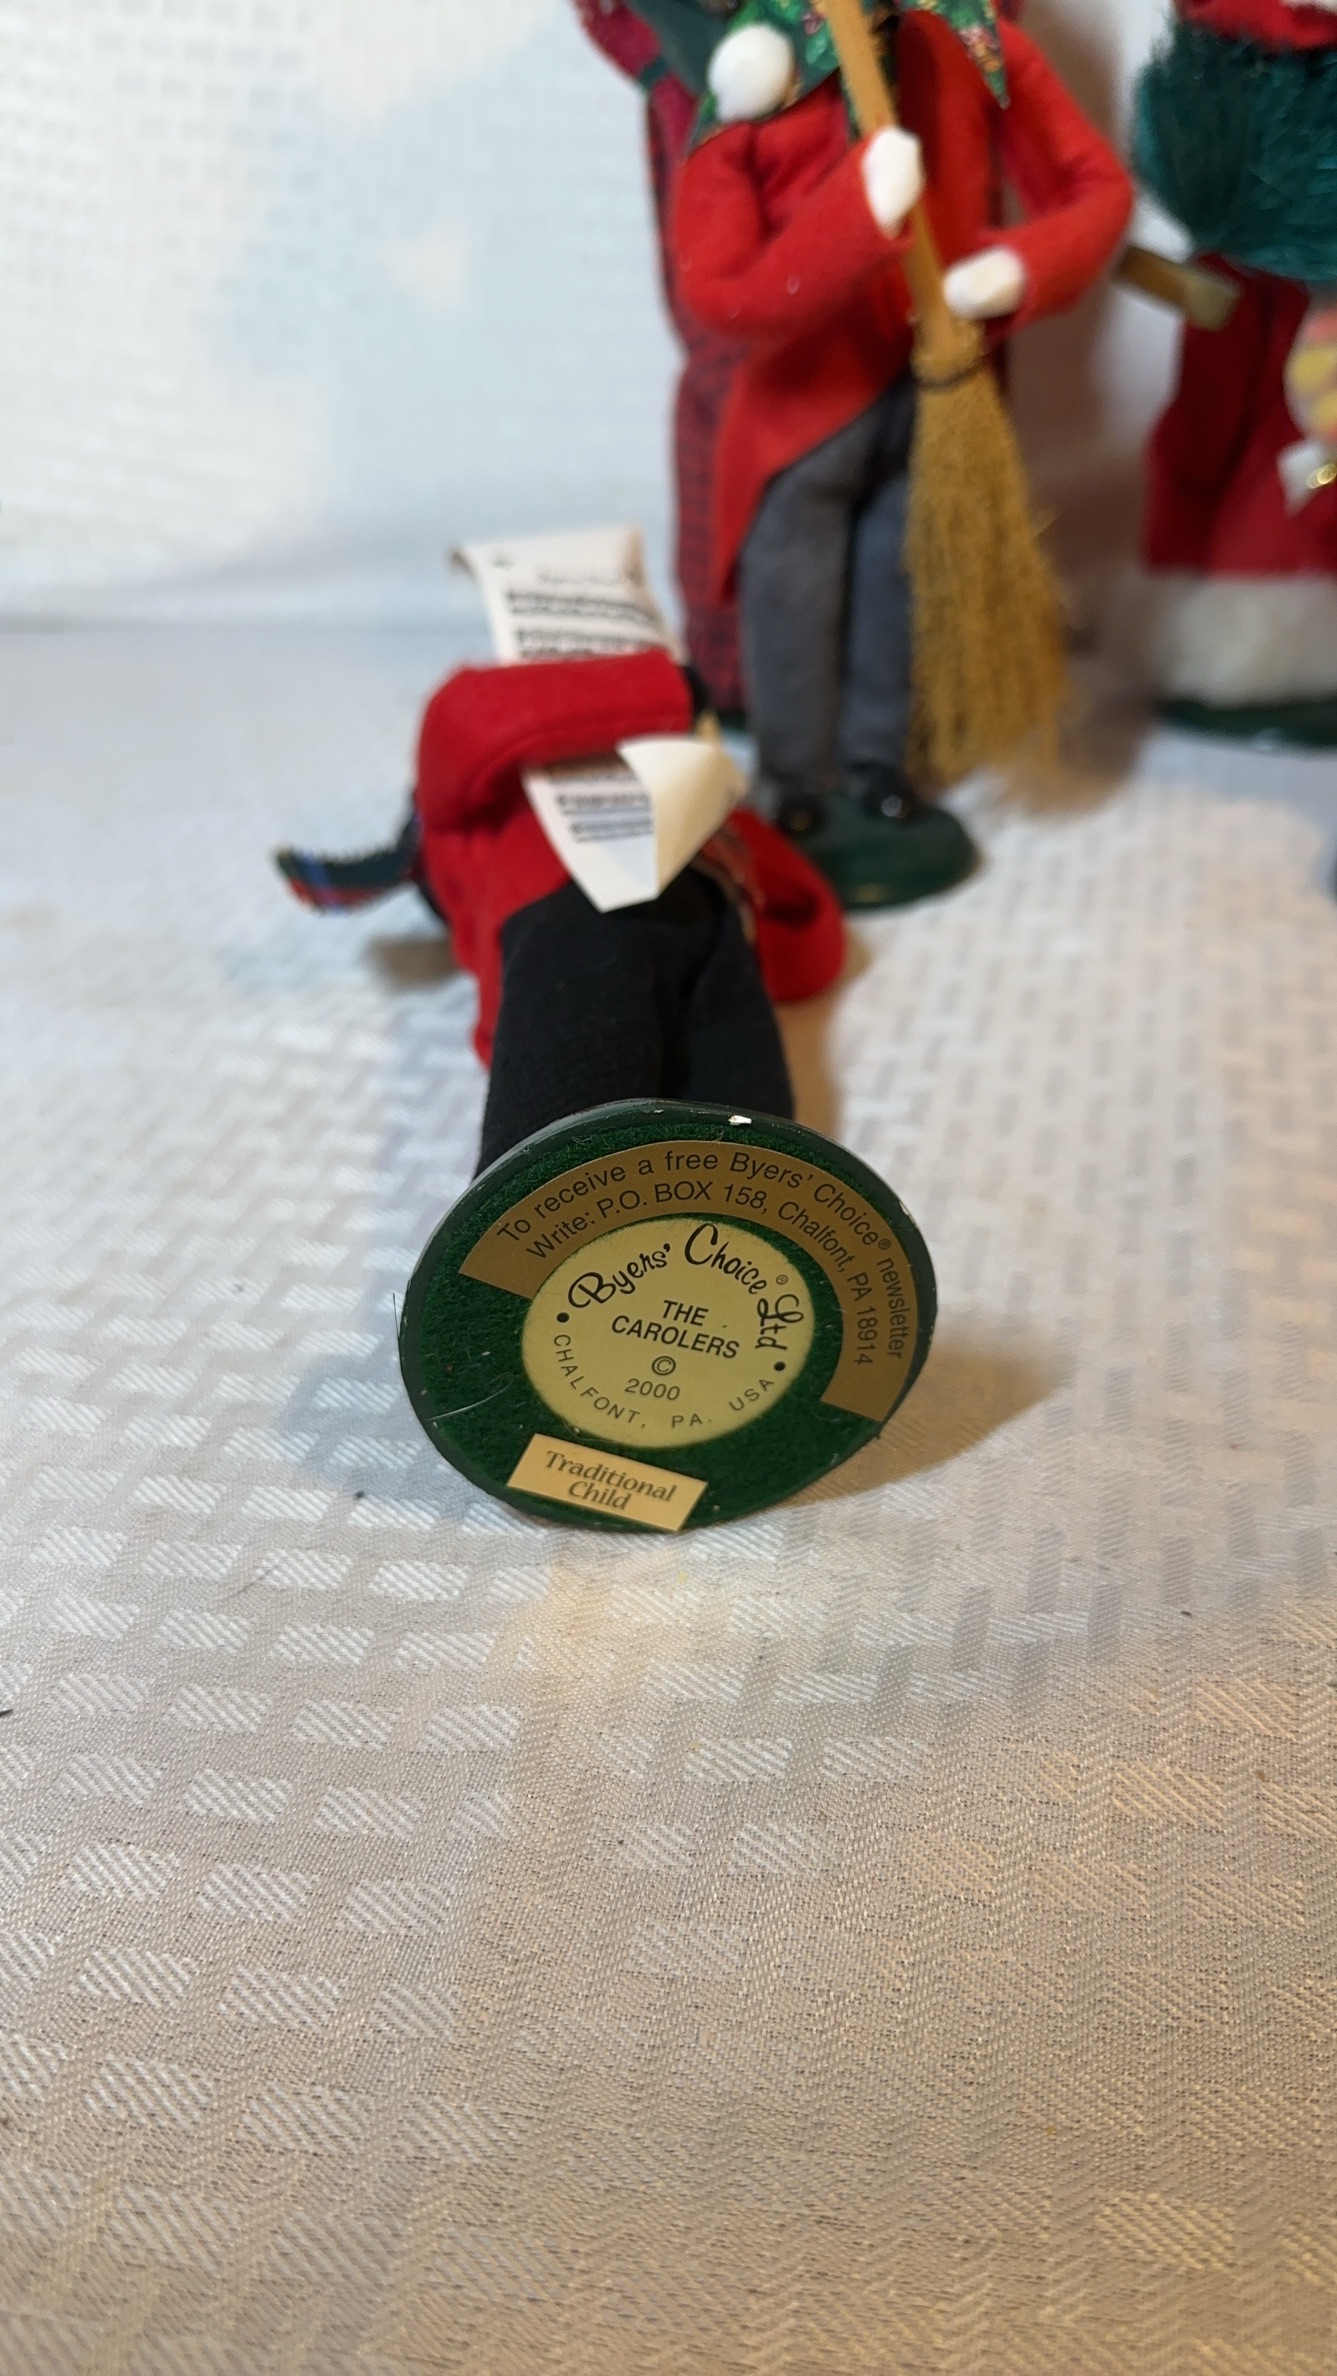 To receive a free Byers' Choice® newsletter
Write: P.O. BOX 158, Chalfont, PA 18914
Byers' Choice® Ltd
THE
CAROLERS
©
2000
• CHALFONT, PA. USA •
Traditional
Child